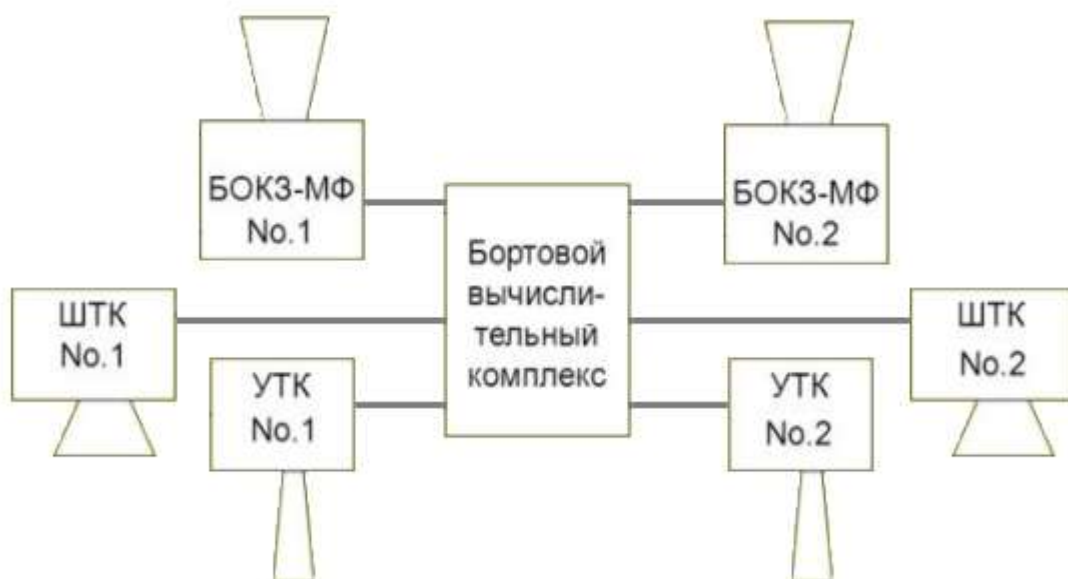 БОКЗ-МФ
No.1
БОКЗ-МФ
No.2
Бортовой
вычисли-
тельный
комплекс
ШТК
No.1
ШТК
No.2
УТК
No.1
УТК
No.2